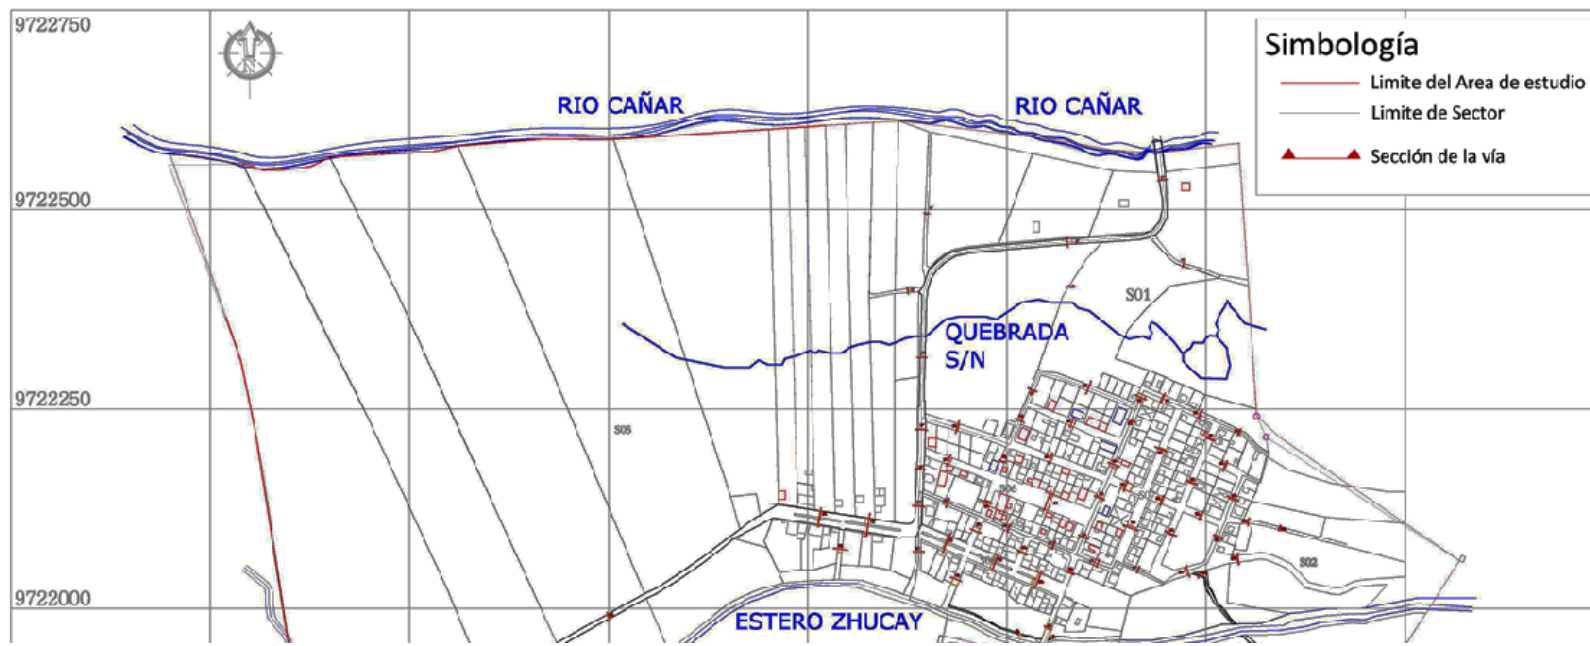 9722750
N
Simbología
Limite del Area de estudio
Limite de Sector
Sección de la vía
RIO CAÑAR
RIO CAÑAR
9722500
S01
QUEBRADA
S/N
9722250
S05
S04
S02
9722000
ESTERO ZHUCAY